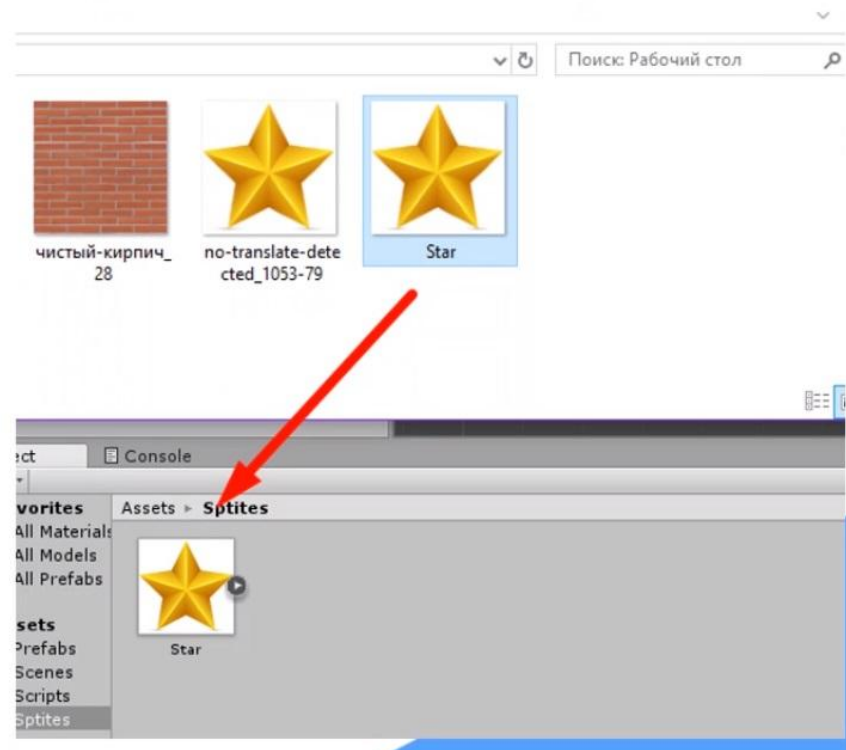 Поиск: Рабочий стол
чистый-кирпич_
28
no-translate-dete
cted_1053-79
Star
ect
Console
vorites
Assets ▸ Sptites
All Materials
All Models
All Prefabs
sets
Prefabs
Star
Scenes
Scripts
Sptites